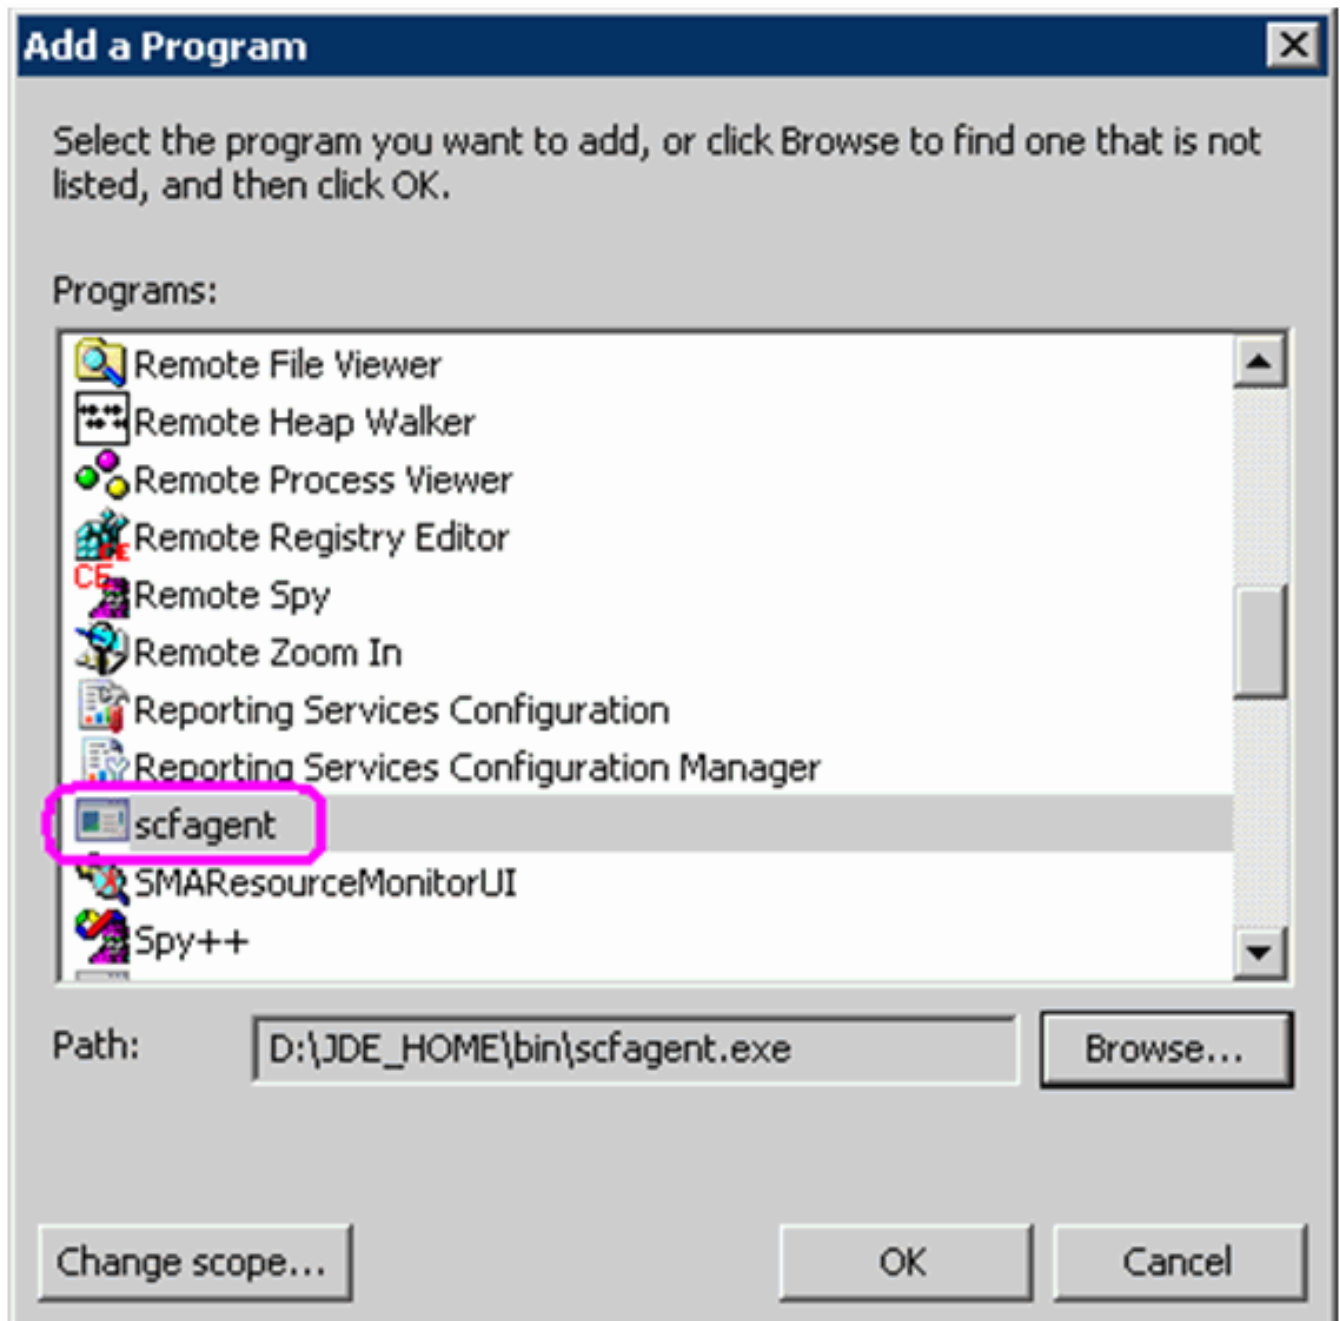 Add a Program
Select the program you want to add, or click Browse to find one that is not
listed, and then click OK.
Programs:
Remote File Viewer
Remote Heap Walker
Remote Process Viewer
Remote Registry Editor
CE
Remote Spy
Remote Zoom In
Reporting Services Configuration
Reporting Services Configuration Manager
scfagent
SMAResourceMonitorUI
Spy++
Path:
D:\JDE_HOME\bin\scfagent.exe
Browse...
Change scope...
OK
Cancel